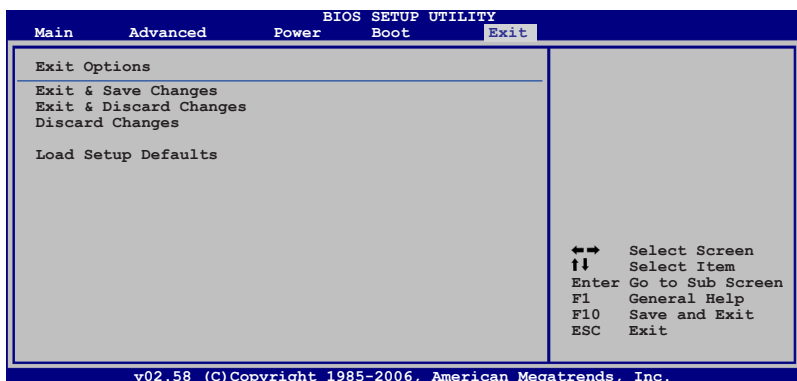 BIOS SETUP UTILITY
Main Advanced Power Boot Exit
Exit Options
Exit & Save Changes
Exit & Discard Changes
Discard Changes
Load Setup Defaults
←→ Select Screen
↑↓ Select Item
Enter Go to Sub Screen
F1 General Help
F10 Save and Exit
ESC Exit
v02.58 (C)Copyright 1985-2006, American Megatrends, Inc.